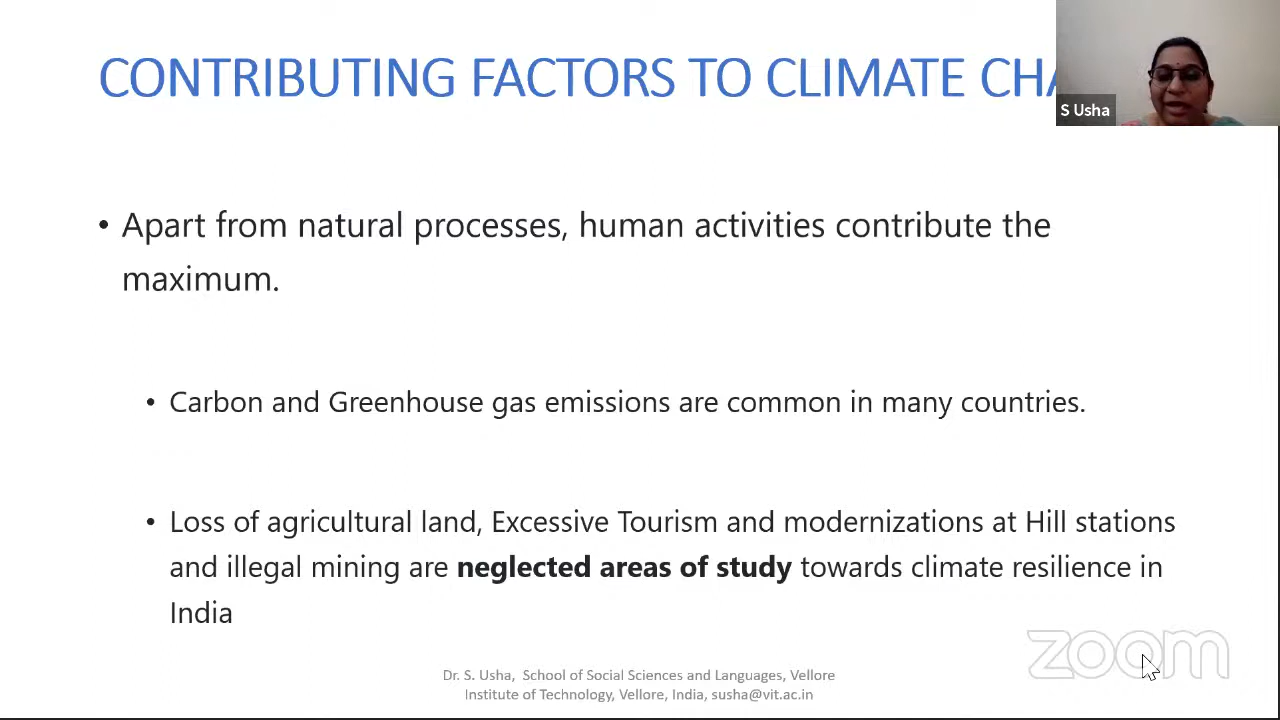 CONTRIBUTING FACTORS TO CLIMATE CHA
S Usha
• Apart from natural processes, human activities contribute the
maximum.
• Carbon and Greenhouse gas emissions are common in many countries.
• Loss of agricultural land, Excessive Tourism and modernizations at Hill stations
and illegal mining are neglected areas of study towards climate resilience in
India
zoom
Dr. S. Usha, School of Social Sciences and Languages, Vellore
Institute of Technology, Vellore, India, susha@vit.ac.in